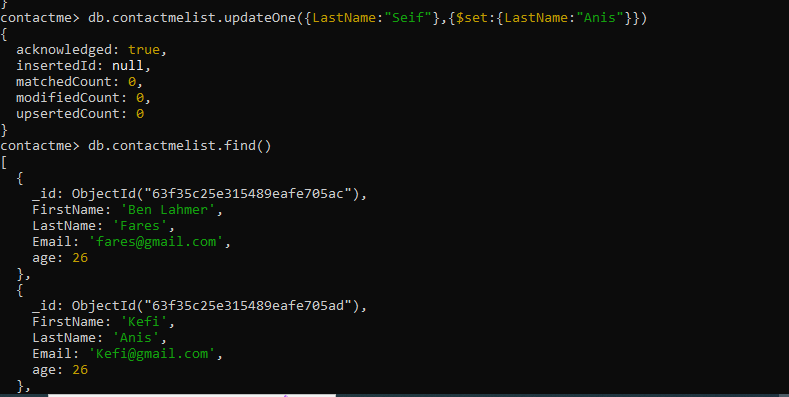 }
contactme> db.contactmelist.updateOne({LastName:"Seif"},{$set:{LastName:"Anis"}})
{
  acknowledged: true,
  insertedId: null,
  matchedCount: 0,
  modifiedCount: 0,
  upsertedCount: 0
}
contactme> db.contactmelist.find()
[
  {
    _id: ObjectId("63f35c25e315489eafe705ac"),
    FirstName: 'Ben Lahmer',
    LastName: 'Fares',
    Email: 'fares@gmail.com',
    age: 26
  },
  {
    _id: ObjectId("63f35c25e315489eafe705ad"),
    FirstName: 'Kefi',
    LastName: 'Anis',
    Email: 'Kefi@gmail.com',
    age: 26
  },